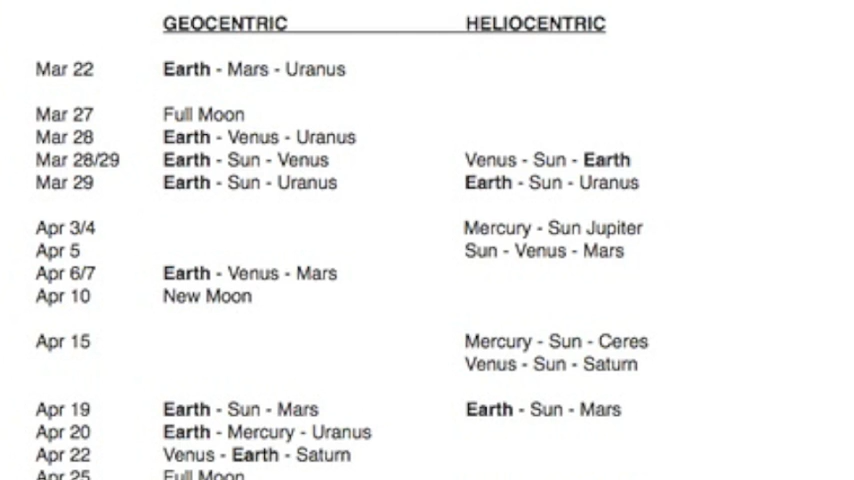 GEOCENTRIC HELIOCENTRIC
Mar 22 Earth - Mars - Uranus
Mar 27 Full Moon
Mar 28 Earth - Venus - Uranus
Mar 28/29 Earth - Sun - Venus Venus - Sun - Earth
Mar 29 Earth - Sun - Uranus Earth - Sun - Uranus
Apr 3/4 Mercury - Sun Jupiter
Apr 5 Sun - Venus - Mars
Apr 6/7 Earth - Venus - Mars
Apr 10 New Moon
Apr 15 Mercury - Sun - Ceres
Venus - Sun - Saturn
Apr 19 Earth - Sun - Mars Earth - Sun - Mars
Apr 20 Earth - Mercury - Uranus
Apr 22 Venus - Earth - Saturn
Apr 25 Full Moon